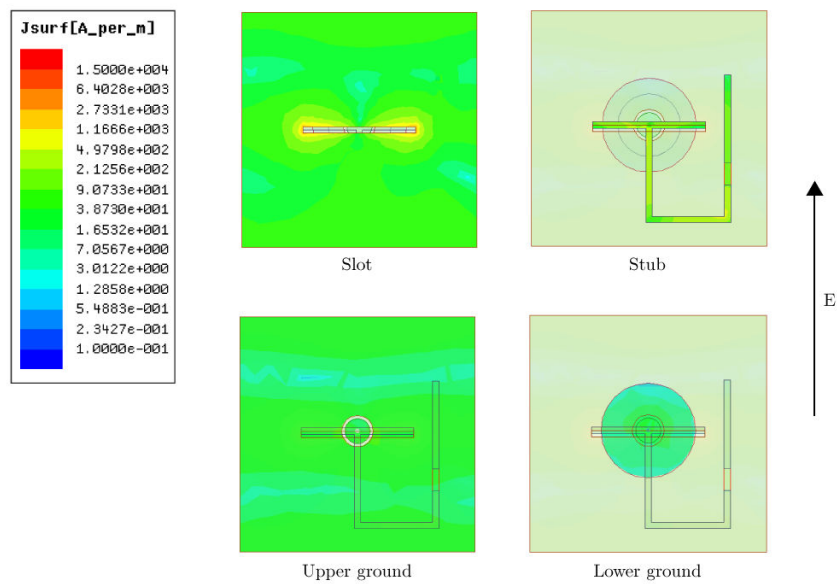 Jsurf[A_per_m]
1.5000e+004
6.4028e+003
2.7331e+003
1.1666e+003
4.9798e+002
2.1256e+002
9.0733e+001
3.8730e+001
1.6532e+001
7.0567e+000
3.0122e+000
1.2858e+000
5.4883e-001
2.3427e-001
1.0000e-001
Slot
Stub
E
Upper ground
Lower ground